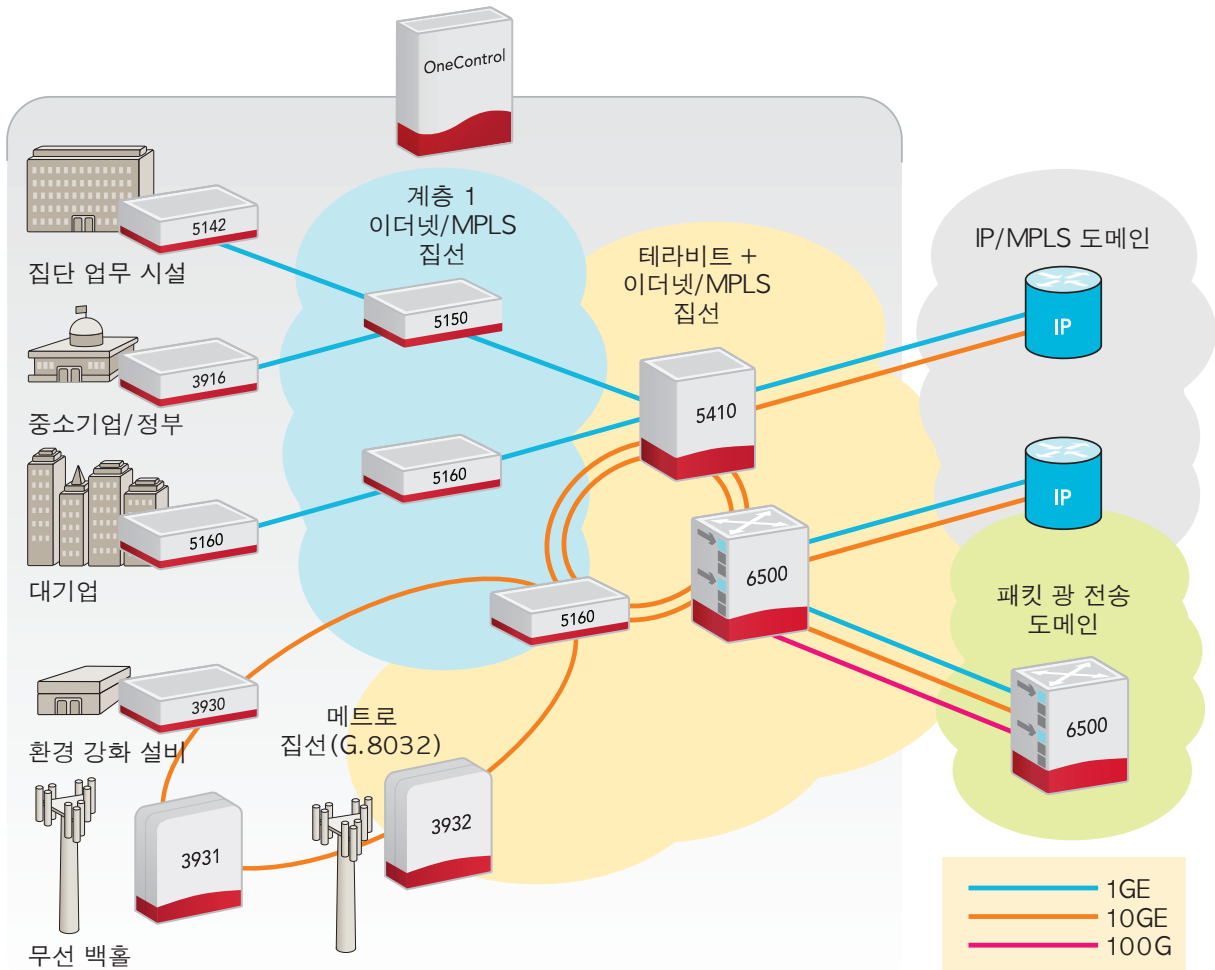 OneControl
계층 1
이더넷/MPLS
집선
5142
집단 업무 시설
테라비트 +
이더넷/MPLS
집선
IP/MPLS 도메인
5150
IP
3916
중소기업/정부
5410
5160
IP
5160
대기업
6500
5160
패킷 광 전송
도메인
3930
환경 강화 설비
메트로
집선(G.8032)
6500
3932
3931
무선 백홀
1GE
10GE
100G